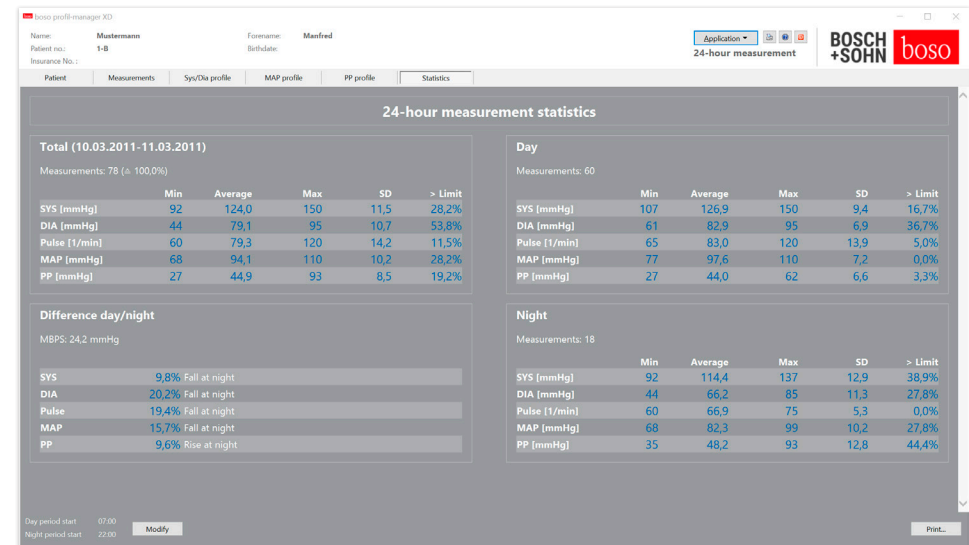 boso boso profil-manager XD
Name: Mustermann Forename: Manfred
Patient no.: 1-B Birthdate:
Insurance No. :
Application
24-hour measurement
BOSCH
+SOHN
boso
Patient Measurements Sys/Dia profile MAP profile PP profile Statistics
24-hour measurement statistics
Total (10.03.2011-11.03.2011)
Measurements: 78 (≙ 100,0%)
Min Average Max SD > Limit
SYS [mmHg] 92 124,0 150 11,5 28,2%
DIA [mmHg] 44 79,1 95 10,7 53,8%
Pulse [1/min] 60 79,3 120 14,2 11,5%
MAP [mmHg] 68 94,1 110 10,2 28,2%
PP [mmHg] 27 44,9 93 8,5 19,2%
Day
Measurements: 60
Min Average Max SD > Limit
SYS [mmHg] 107 126,9 150 9,4 16,7%
DIA [mmHg] 61 82,9 95 6,9 36,7%
Pulse [1/min] 65 83,0 120 13,9 5,0%
MAP [mmHg] 77 97,6 110 7,2 0,0%
PP [mmHg] 27 44,0 62 6,6 3,3%
Difference day/night
MBPS: 24,2 mmHg
SYS 9,8% Fall at night
DIA 20,2% Fall at night
Pulse 19,4% Fall at night
MAP 15,7% Fall at night
PP 9,6% Rise at night
Night
Measurements: 18
Min Average Max SD > Limit
SYS [mmHg] 92 114,4 137 12,9 38,9%
DIA [mmHg] 44 66,2 85 11,3 27,8%
Pulse [1/min] 60 66,9 75 5,3 0,0%
MAP [mmHg] 68 82,3 99 10,2 27,8%
PP [mmHg] 35 48,2 93 12,8 44,4%
Day period start 07:00
Night period start 22:00
Modify
Print...